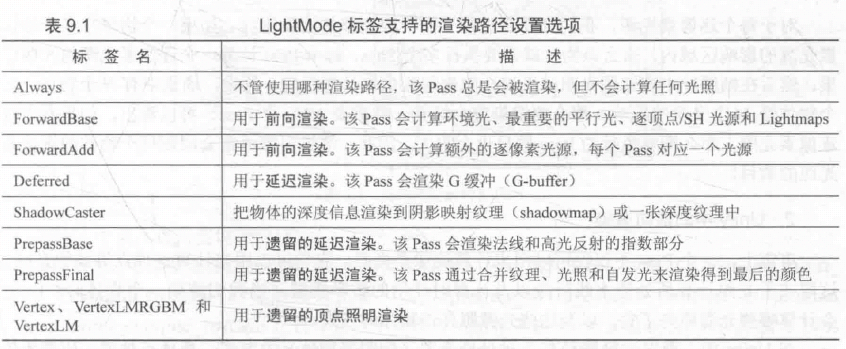 表 9.1 LightMode 标签支持的渲染路径设置选项
标 签 名 描 述
Always 不管使用哪种渲染路径，该 Pass 总是会被渲染，但不会计算任何光照
ForwardBase 用于前向渲染。该 Pass 会计算环境光、最重要的平行光、逐顶点/SH 光源和 Lightmaps
ForwardAdd 用于前向渲染。该 Pass 会计算额外的逐像素光源，每个 Pass 对应一个光源
Deferred 用于延迟渲染。该 Pass 会渲染 G 缓冲（G-buffer）
ShadowCaster 把物体的深度信息渲染到阴影映射纹理（shadowmap）或一张深度纹理中
PrepassBase 用于遗留的延迟渲染。该 Pass 会渲染法线和高光反射的指数部分
PrepassFinal 用于遗留的延迟渲染。该 Pass 通过合并纹理、光照和自发光来渲染得到最后的颜色
Vertex、VertexLMRGBM 和
VertexLM 用于遗留的顶点照明渲染